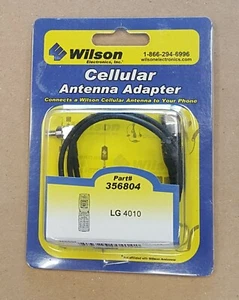 Wilson
Electronics, Inc.
1-866-294-6996
wilsonelectronics.com
Cellular
Antenna Adapter
Connects a Wilson Cellular Antenna to Your Phone
Part#
356804
LG 4010